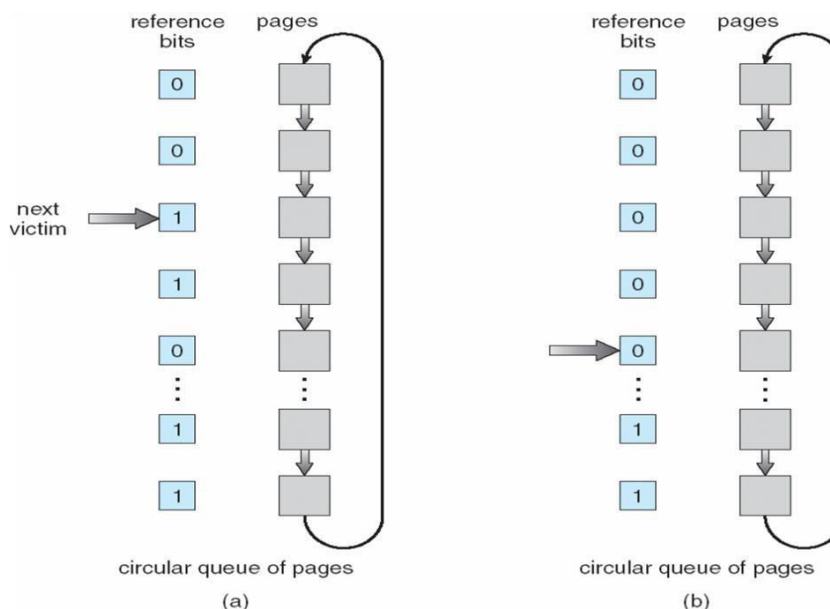 reference bits
pages
0
0
next victim
1
1
0
1
1
circular queue of pages
(a)
reference bits
pages
0
0
0
0
0
1
1
circular queue of pages
(b)